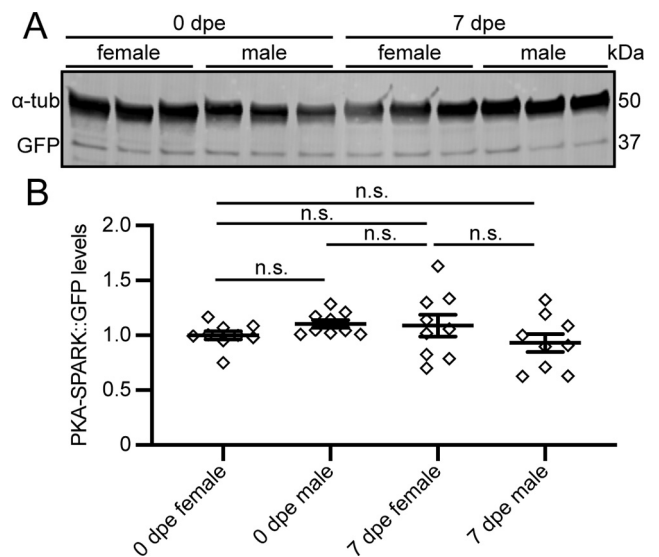 A
0 dpe 7 dpe
female male female male kDa
α-tub 50
GFP 37
B
n.s.
n.s.
n.s. n.s.
n.s.
PKA-SPARK::GFP levels
2.0
1.5
1.0
0.5
0
0 dpe female
0 dpe male
7 dpe female
7 dpe male